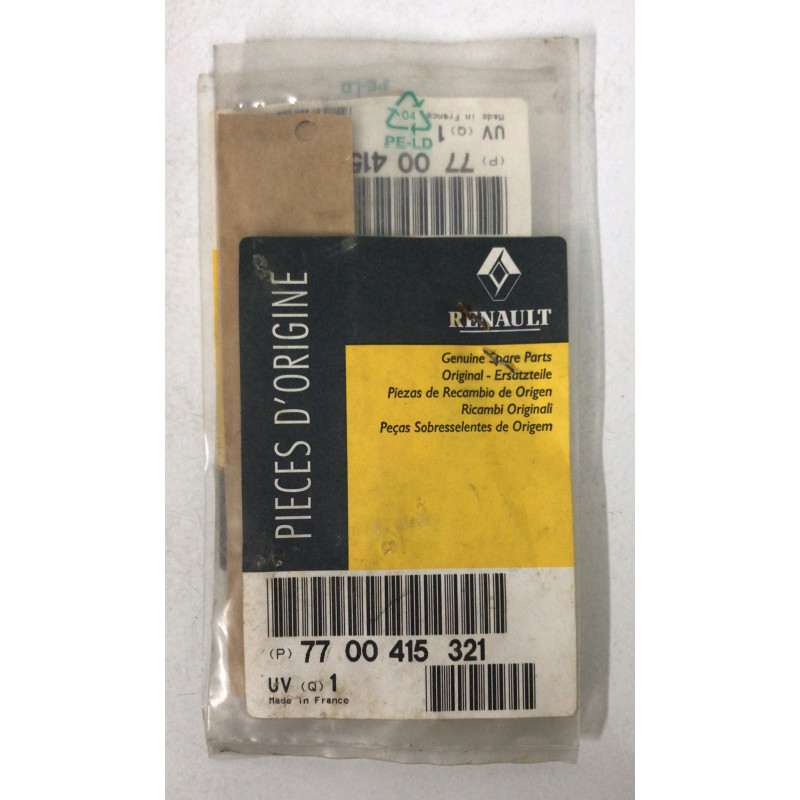 PE-LD
04
PE-LD
Made in France
UV (Q) 1
(P) 77 00 415
PIECES D'ORIGINE
RENAULT
Genuine Spare Parts
Original - Ersatzteile
Piezas de Recambio de Origen
Ricambi Originali
Peças Sobresselentes de Origem
(P) 77 00 415 321
UV (Q) 1
Made in France